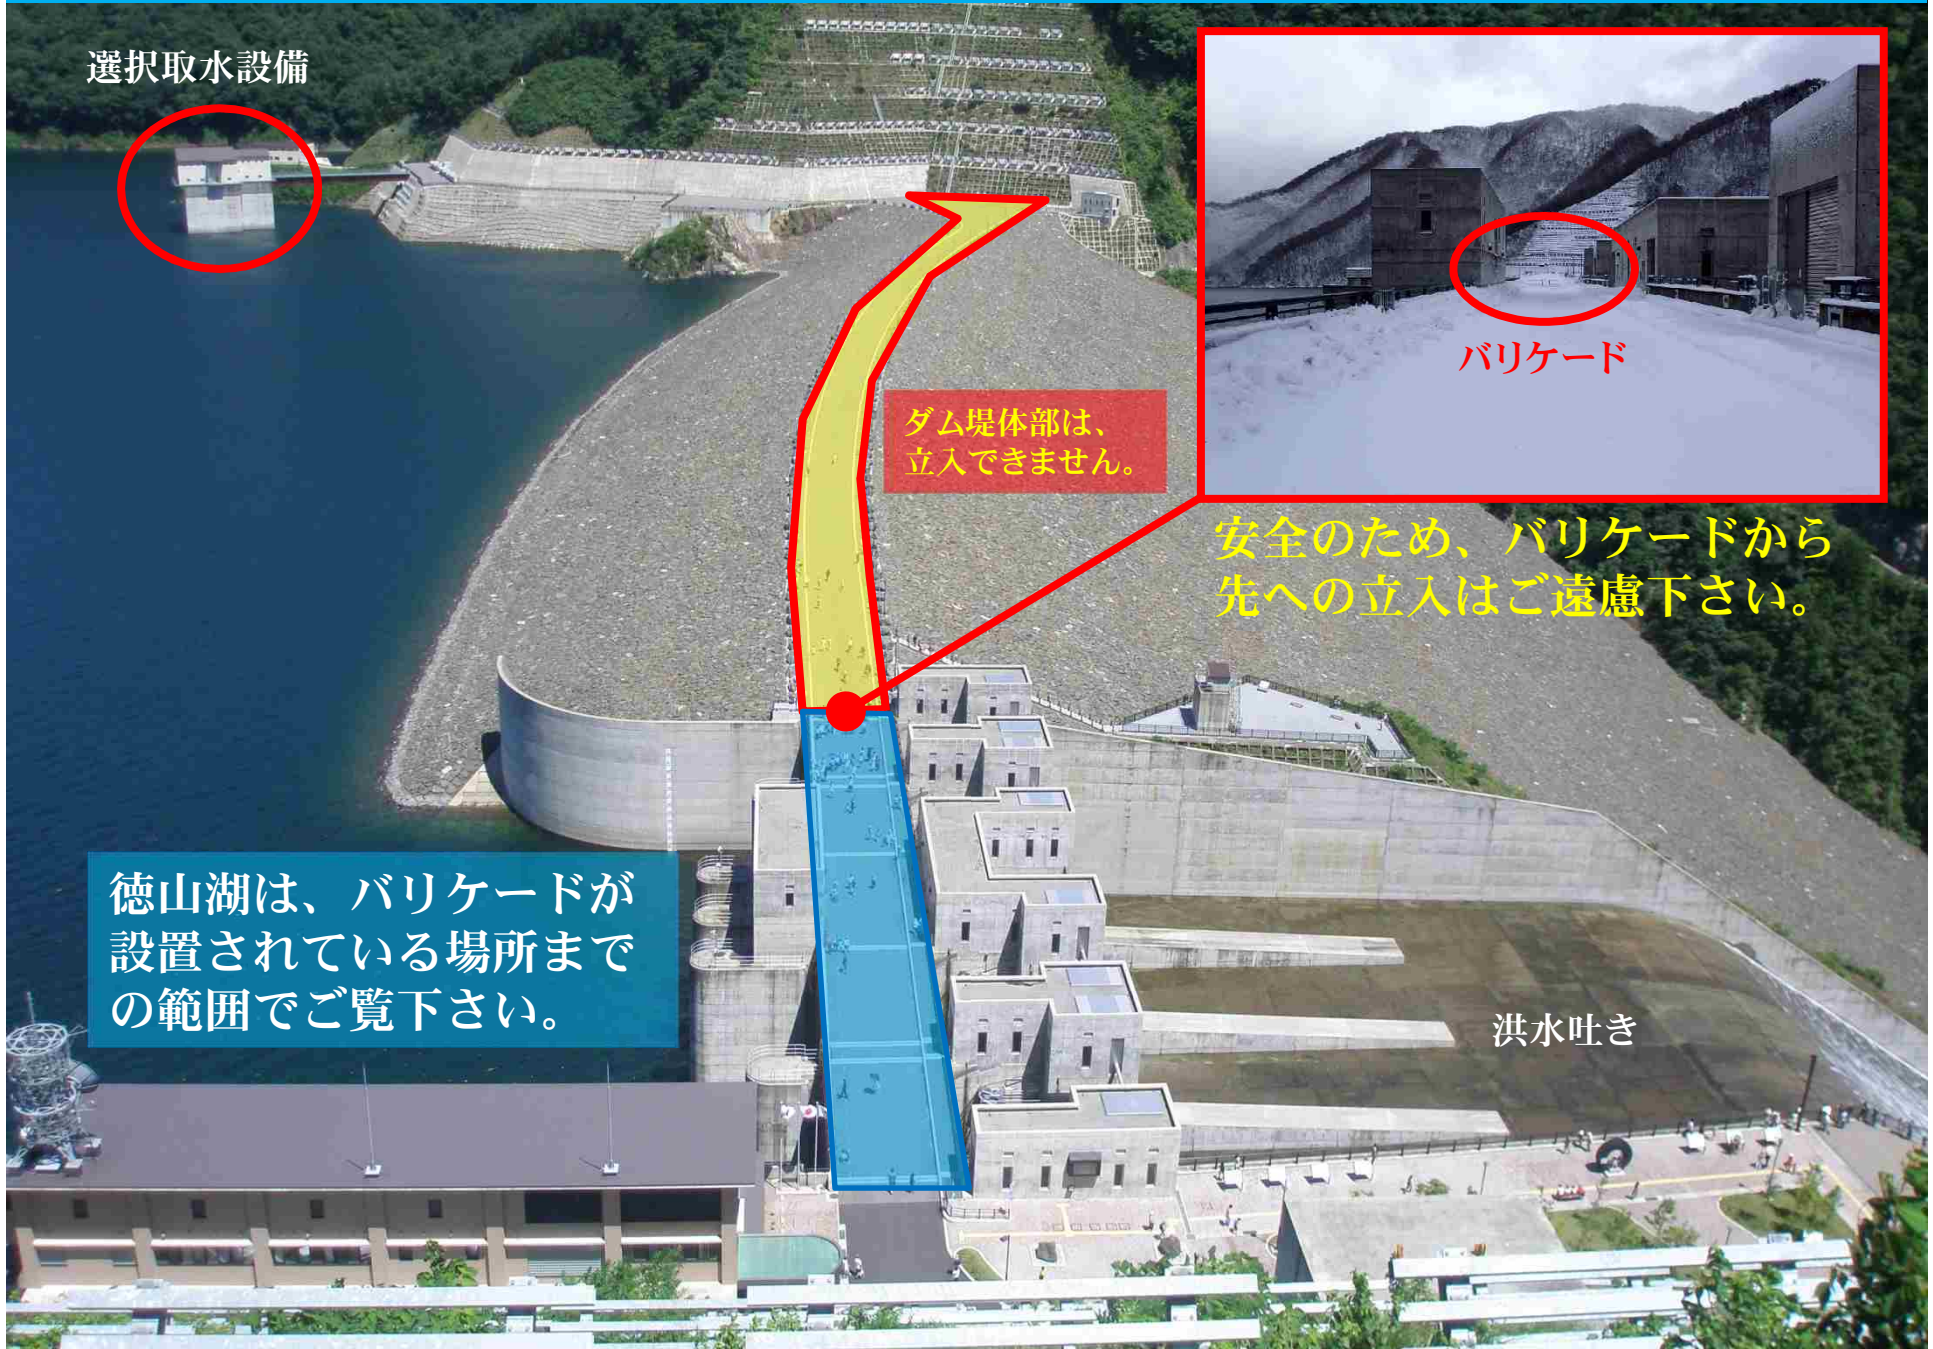 選択取水設備
バリケード
ダム堤体部は、
立入できません。
安全のため、バリケードから
先への立入はご遠慮下さい。
徳山湖は、バリケードが
設置されている場所まで
の範囲でご覧下さい。
洪水吐き